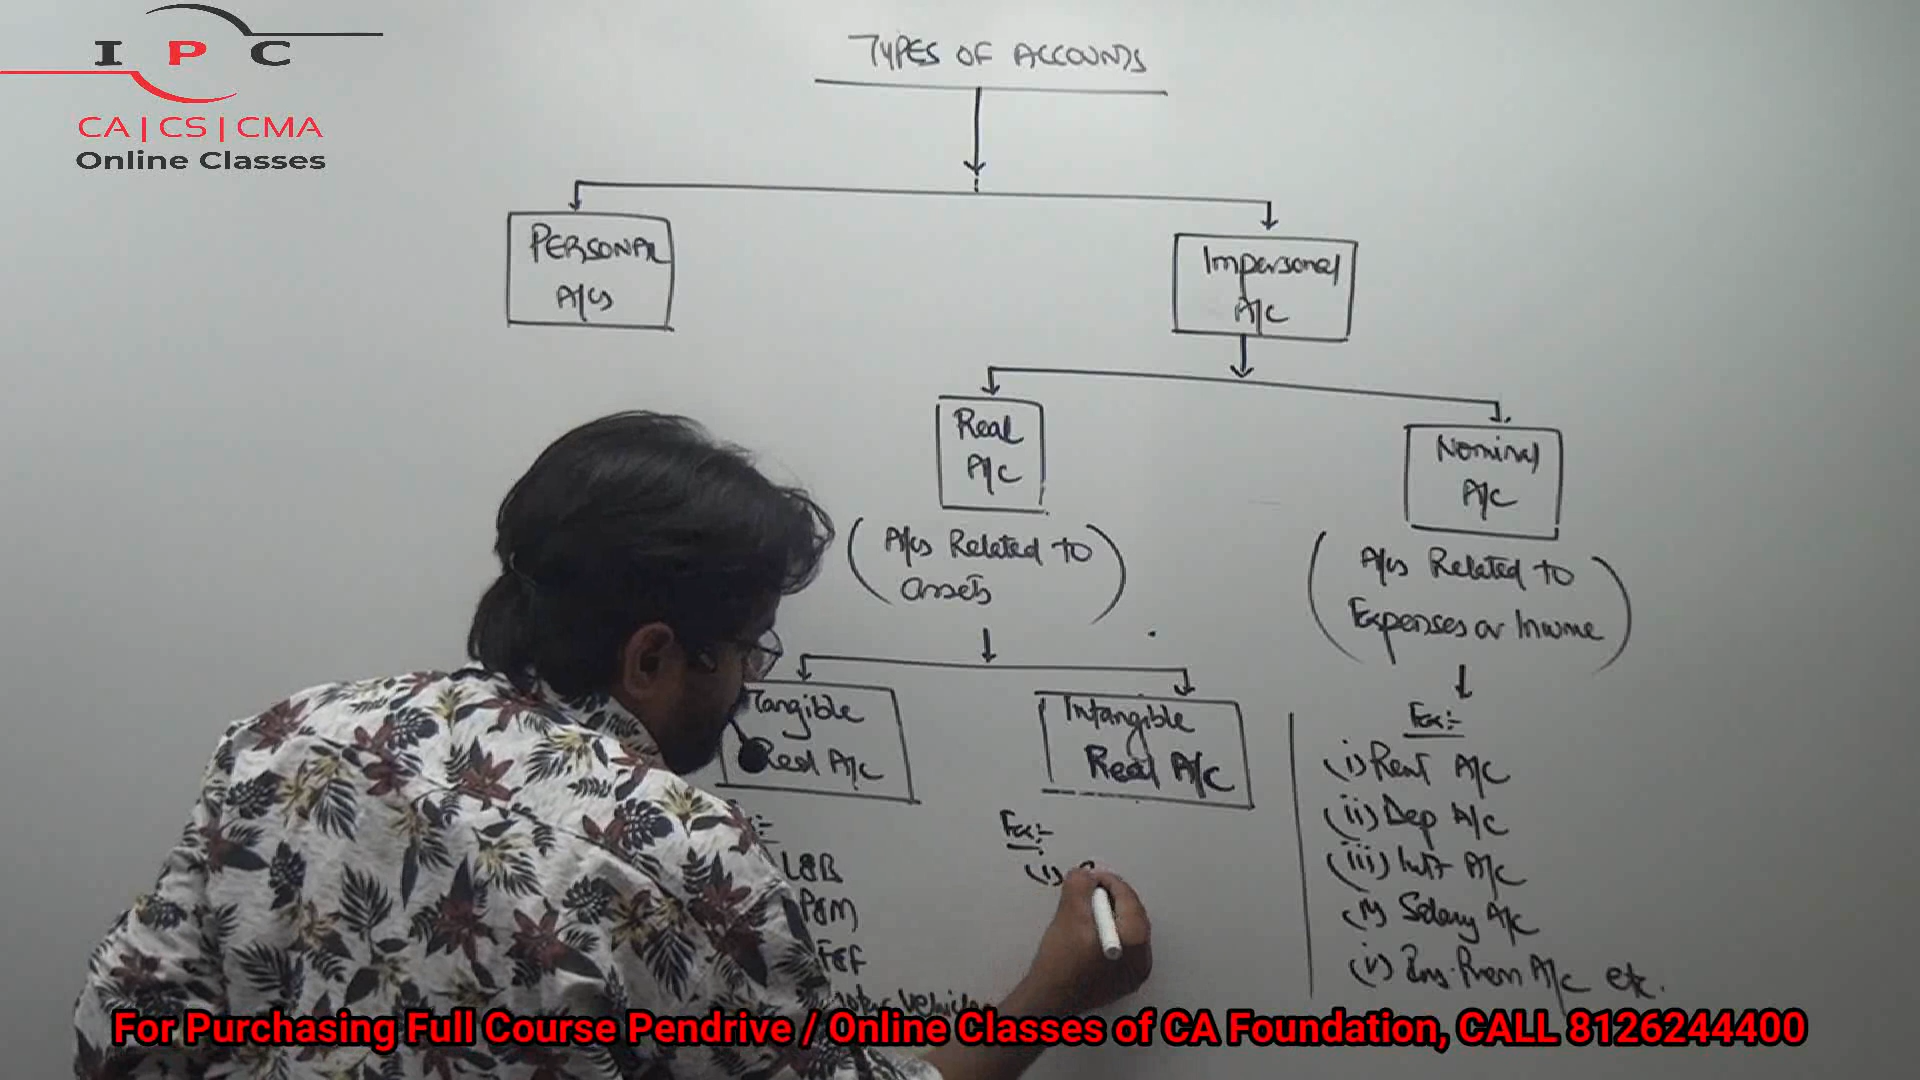 I P C
CA | CS | CMA
Online Classes
TYPES OF ACCOUNTS
PERSONAL
A/cs
Impersonal
A/C
Real
A/C
Nominal
A/C
(A/cs Related to
assets)
(A/cs Related to
Expenses or Income)
Tangible
Real A/C
Intangible
Real A/C
L&B
P&M
F&F
vehicles
Ex:-
(i)
Ex:-
(i) Rent A/C
(ii) Dep A/C
(iii) Int A/C
(iv) Salary A/C
(v) Ins. Prem A/C etc.
For Purchasing Full Course Pendrive / Online Classes of CA Foundation, CALL 8126244400